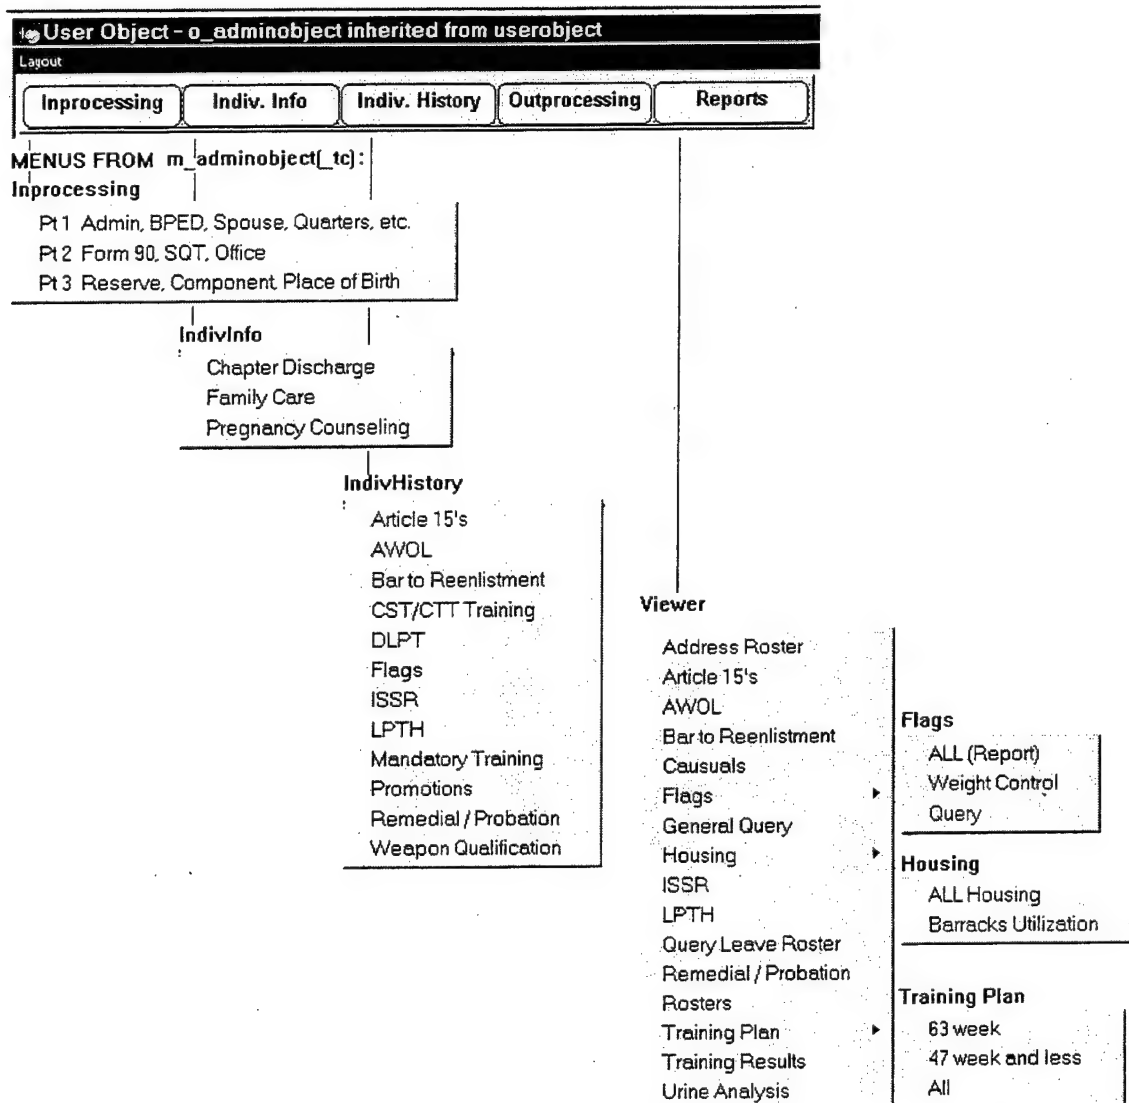 User Object - o_adminobject inherited from userobject
Layout
Inprocessing
Indiv. Info
Indiv. History
Outprocessing
Reports
MENUS FROM m_adminobject(_tc):
Inprocessing
Pt 1 Admin, BPED, Spouse, Quarters, etc.
Pt 2 Form 90, SQT, Office
Pt 3 Reserve, Component, Place of Birth
IndivInfo
Chapter Discharge
Family Care
Pregnancy Counseling
IndivHistory
Article 15's
AWOL
Bar to Reenlistment
CST/CTT Training
DLPT
Flags
ISSR
LPTH
Mandatory Training
Promotions
Remedial / Probation
Weapon Qualification
Viewer
Address Roster
Article 15's
AWOL
Bar to Reenlistment
Causuals
Flags
General Query
Housing
ISSR
LPTH
Query Leave Roster
Remedial / Probation
Rosters
Training Plan
Training Results
Urine Analysis
Flags
ALL (Report)
Weight Control
Query
Housing
ALL Housing
Barracks Utilization
Training Plan
63 week
47 week and less
All